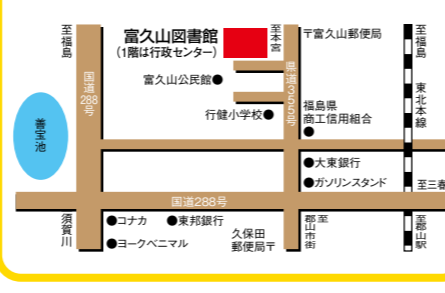 至福島
富久山図書館
(1階は行政センター)
至本宮
〒富久山郵便局
至福島
国道288号
富久山公民館●
県道355号
東北本線
善宝池
行健小学校●
福島県
商工信用組合
●
●大東銀行
●ガソリンスタンド
至三春
国道288号
須賀川
●コナカ
●東邦銀行
久保田
郵便局〒
至郡山市街
至郡山駅
●ヨークベニマル